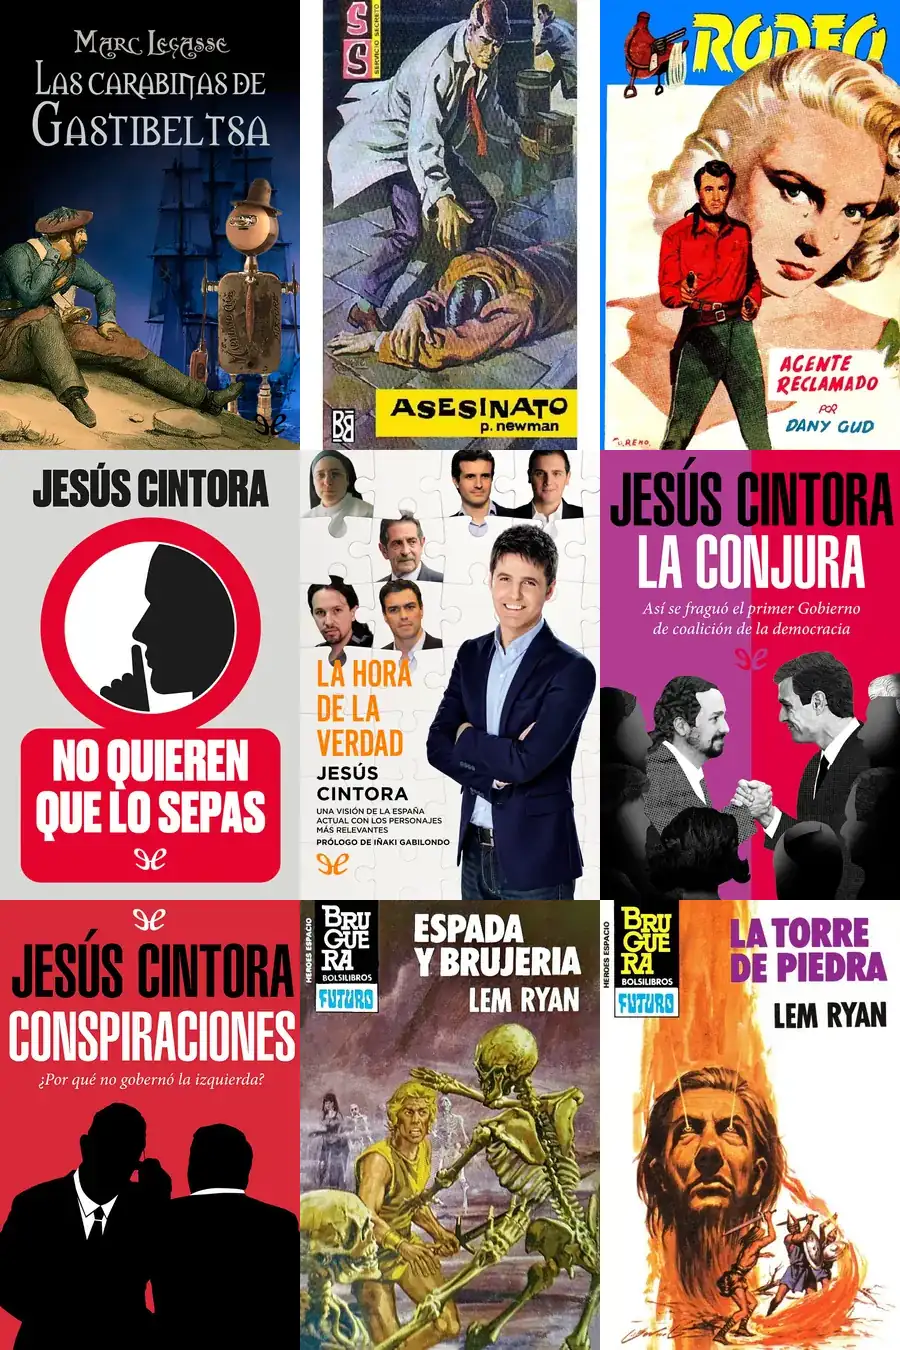 Marc Legasse
Las carabinas de
Gastibeltsa
SS
SERVICIO SECRETO
BB
ASESINATO
p. newman
RODEO
AGENTE
RECLAMADO
POR
DANY GUD
JESÚS CINTORA
NO QUIEREN
QUE LO SEPAS
LA HORA
DE LA
VERDAD
JESÚS
CINTORA
UNA VISIÓN DE LA ESPAÑA
ACTUAL CON LOS PERSONAJES
MÁS RELEVANTES
PRÓLOGO DE IÑAKI GABILONDO
JESÚS CINTORA
LA CONJURA
Así se fraguó el primer Gobierno
de coalición de la democracia
JESÚS CINTORA
CONSPIRACIONES
¿Por qué no gobernó la izquierda?
HEROES ESPACIO
BRU
GUE
RA
BOLSILIBROS
FUTURO
ESPADA
Y BRUJERIA
LEM RYAN
HEROES ESPACIO
BRU
GUE
RA
BOLSILIBROS
FUTURO
LA TORRE
DE PIEDRA
LEM RYAN